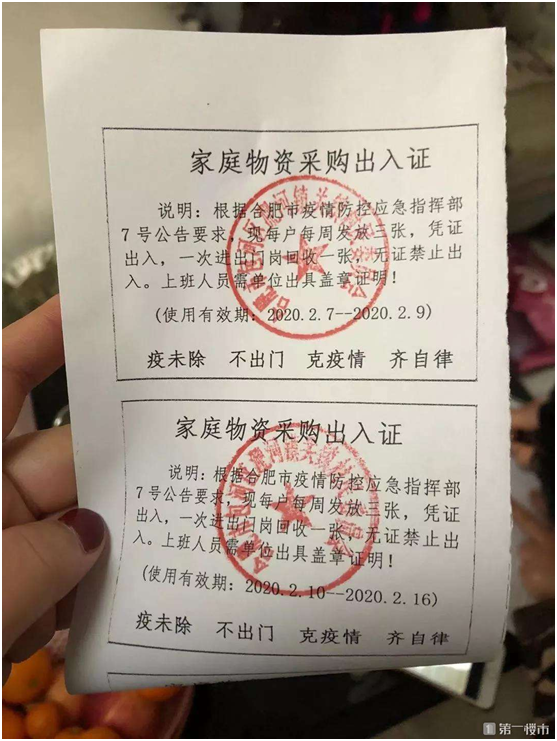 家庭物资采购出入证
说明：根据合肥市疫情防控应急指挥部
7号公告要求，现每户每周发放三张，凭证
出入，一次进出门岗回收一张，无证禁止出
入。上班人员需单位出具盖章证明！
(使用有效期：2020.2.7--2020.2.9)
疫未除 不出门 克疫情 齐自律
家庭物资采购出入证
说明：根据合肥市疫情防控应急指挥部
7号公告要求，现每户每周发放三张，凭证
出入，一次进出门岗回收一张，无证禁止出
入。上班人员需单位出具盖章证明！
(使用有效期：2020.2.10--2020.2.16)
疫未除 不出门 克疫情 齐自律
第一楼市